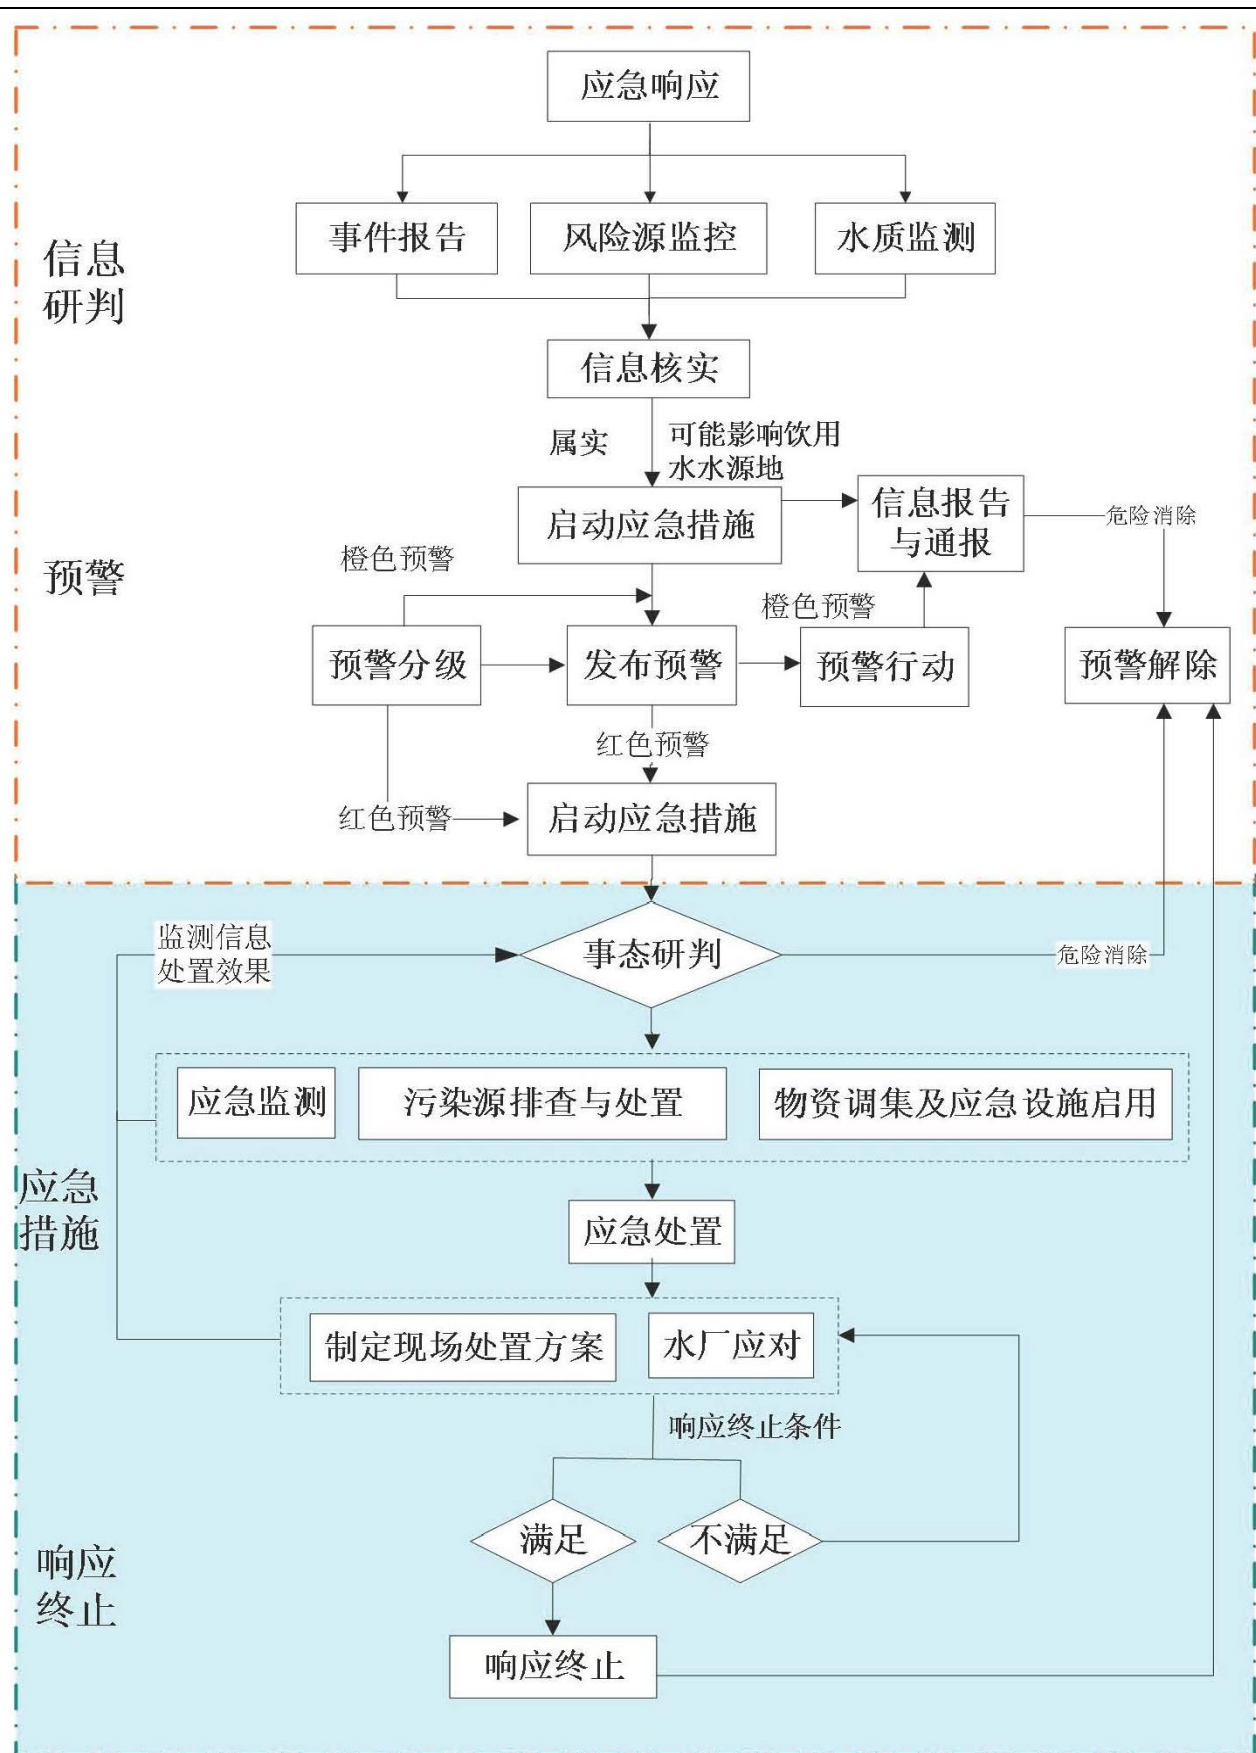 应急响应
事件报告
风险源监控
水质监测
信息
研判
信息核实
属实
可能影响饮用
水水源地
启动应急措施
信息报告
与通报
危险消除
橙色预警
预警
橙色预警
预警分级
发布预警
预警行动
预警解除
红色预警
红色预警
启动应急措施
监测信息
处置效果
事态研判
危险消除
应急监测
污染源排查与处置
物资调集及应急设施启用
应急
措施
应急处置
制定现场处置方案
水厂应对
响应终止条件
满足
不满足
响应
终止
响应终止